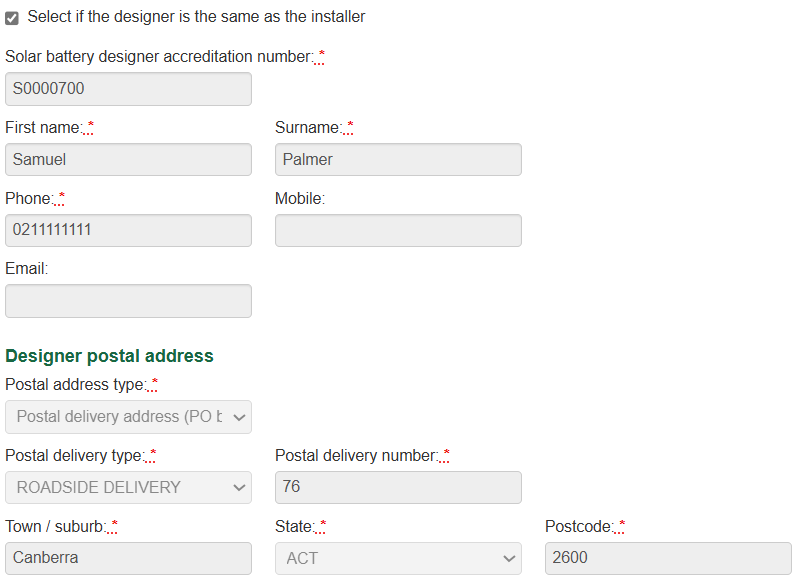 Select if the designer is the same as the installer
Solar battery designer accreditation number: *
S0000700
First name: * Surname: *
Samuel Palmer
Phone: * Mobile:
0211111111
Email:
Designer postal address
Postal address type: *
Postal delivery address (PO b
Postal delivery type: * Postal delivery number: *
ROADSIDE DELIVERY 76
Town / suburb: * State: * Postcode: *
Canberra ACT 2600